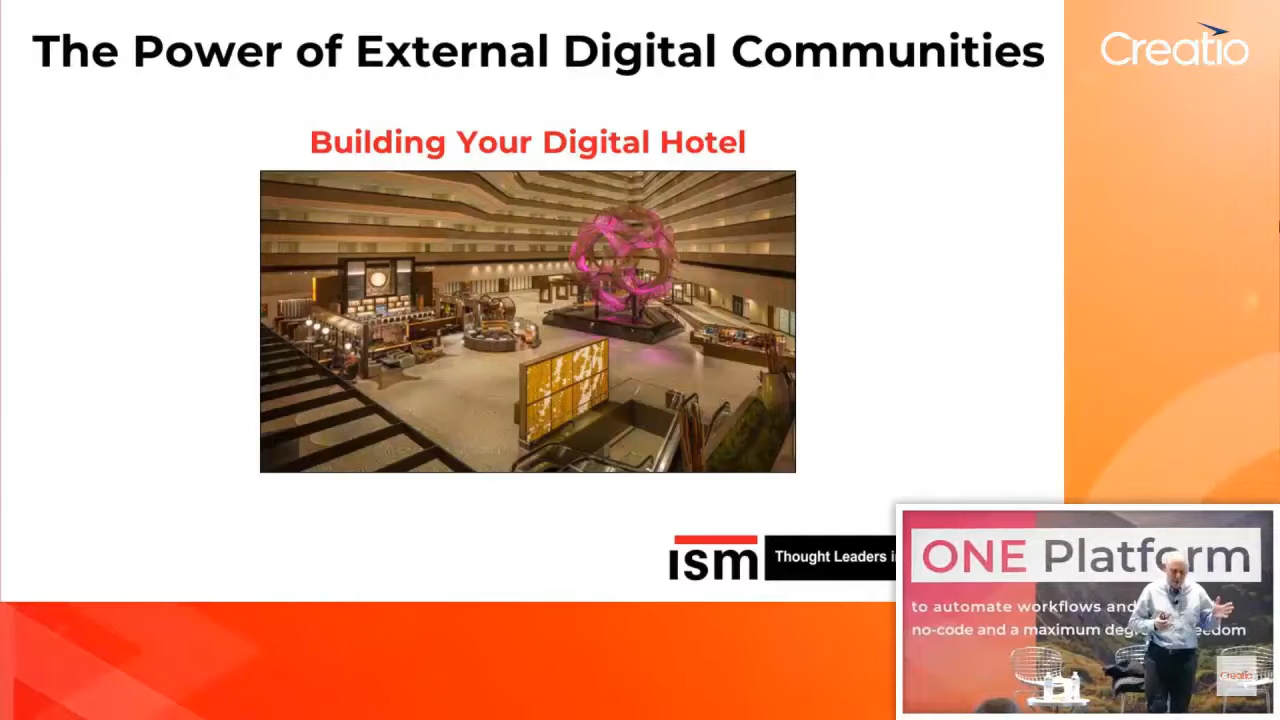 The Power of External Digital Communities
Creatio
Building Your Digital Hotel
ism
Thought Leaders
ONE Platform
to automate workflows and
no-code and a maximum
Creatio